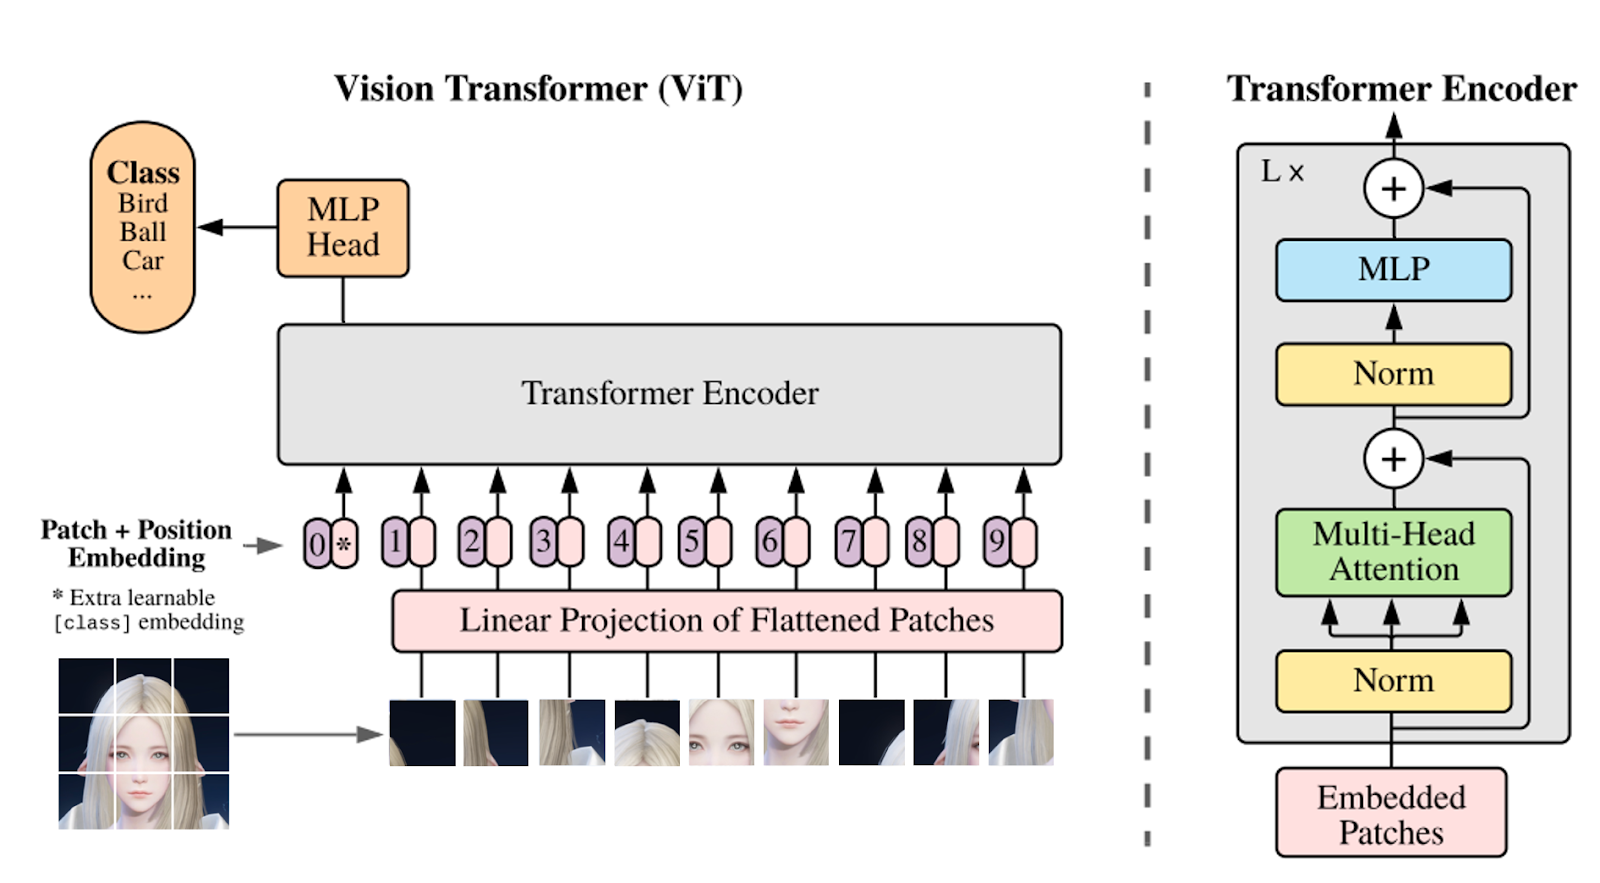 Vision Transformer (ViT)
Class
Bird
Ball
Car
...
MLP
Head
Transformer Encoder
Patch + Position
Embedding
0 * 1 2 3 4 5 6 7 8 9
* Extra learnable
[class] embedding
Linear Projection of Flattened Patches
Transformer Encoder
L ×
+
MLP
Norm
+
Multi-Head
Attention
Norm
Embedded
Patches